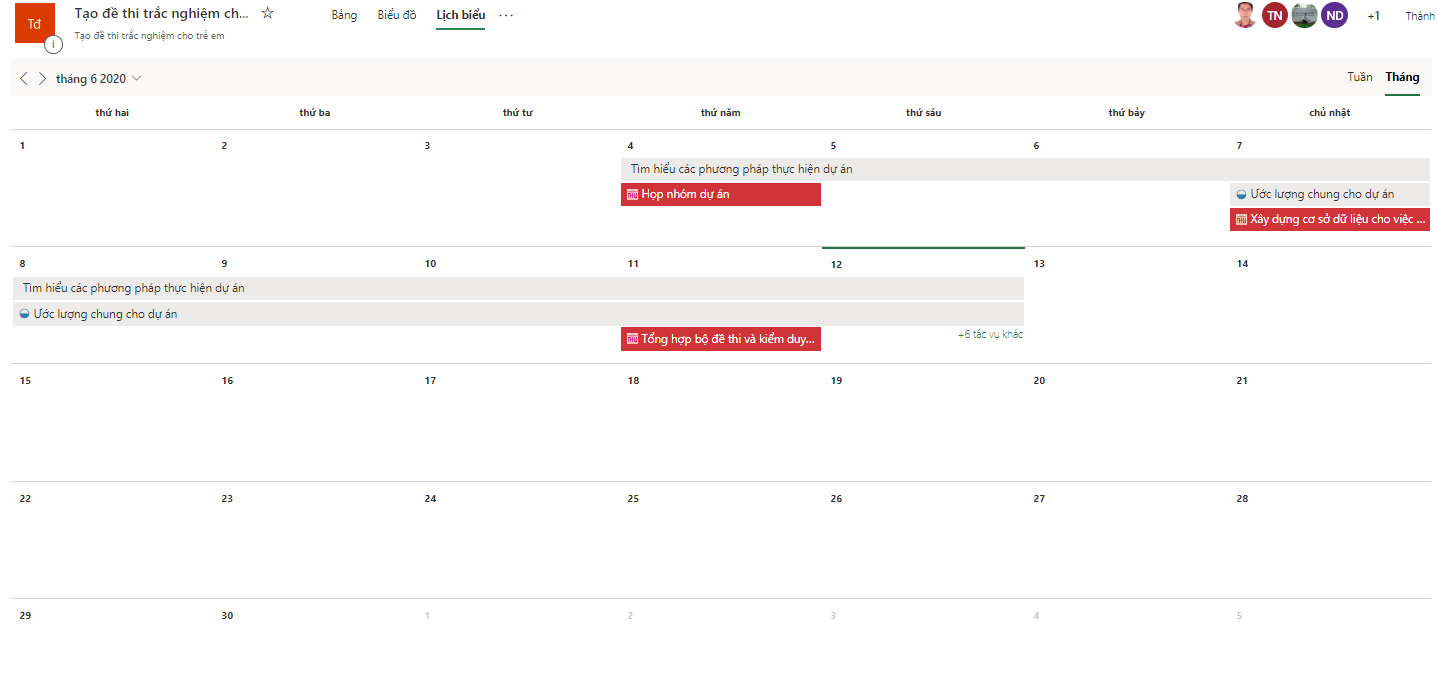 Tđ
Tạo đề thi trắc nghiệm ch... Bảng Biểu đồ Lịch biểu ... TN ND +1 Thành
Tạo đề thi trắc nghiệm cho trẻ em
tháng 6 2020 Tuần Tháng
thứ hai thứ ba thứ tư thứ năm thứ sáu thứ bảy chủ nhật
1 2 3 4 5 6 7
Tìm hiểu các phương pháp thực hiện dự án
Họp nhóm dự án Ước lượng chung cho dự án
Xây dựng cơ sở dữ liệu cho việc ...
8 9 10 11 12 13 14
Tìm hiểu các phương pháp thực hiện dự án
Ước lượng chung cho dự án
Tổng hợp bộ đề thi và kiểm duy... +6 tác vụ khác
15 16 17 18 19 20 21
22 23 24 25 26 27 28
29 30 1 2 3 4 5